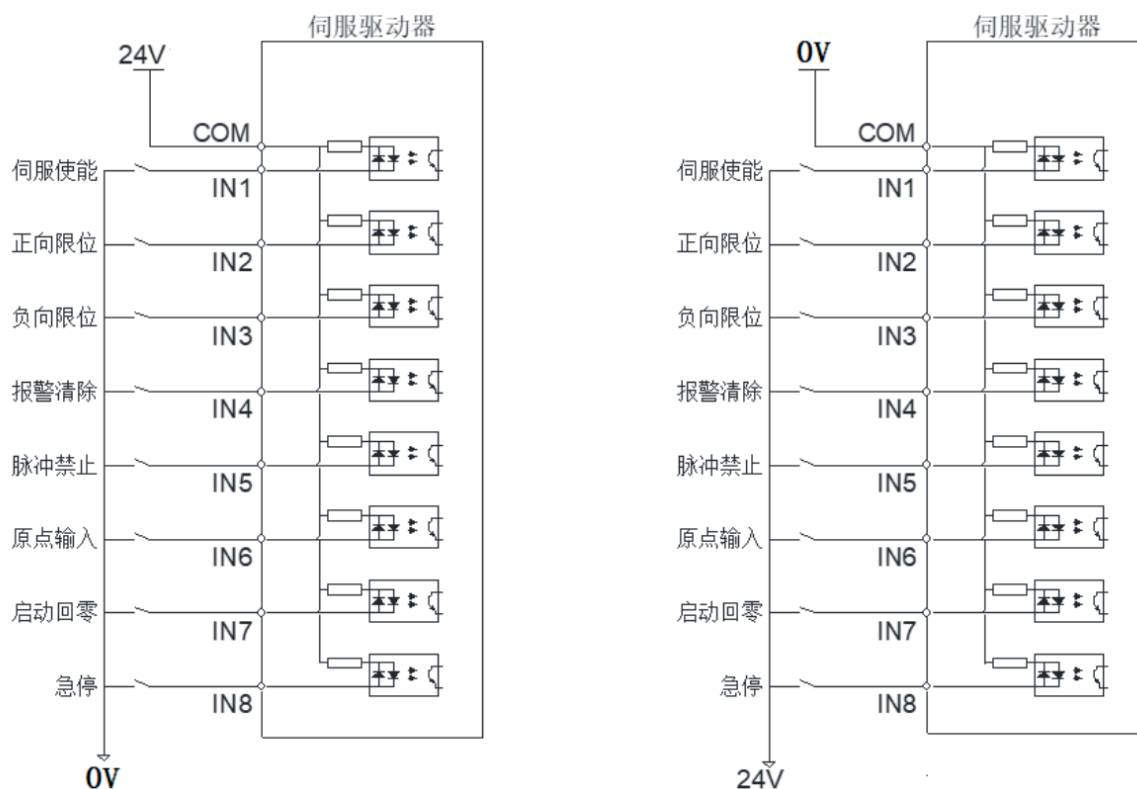 伺服驱动器
24V
COM
伺服使能
IN1
正向限位
IN2
负向限位
IN3
报警清除
IN4
脉冲禁止
IN5
原点输入
IN6
启动回零
IN7
急停
IN8
0V
伺服驱动器
0V
COM
伺服使能
IN1
正向限位
IN2
负向限位
IN3
报警清除
IN4
脉冲禁止
IN5
原点输入
IN6
启动回零
IN7
急停
IN8
24V